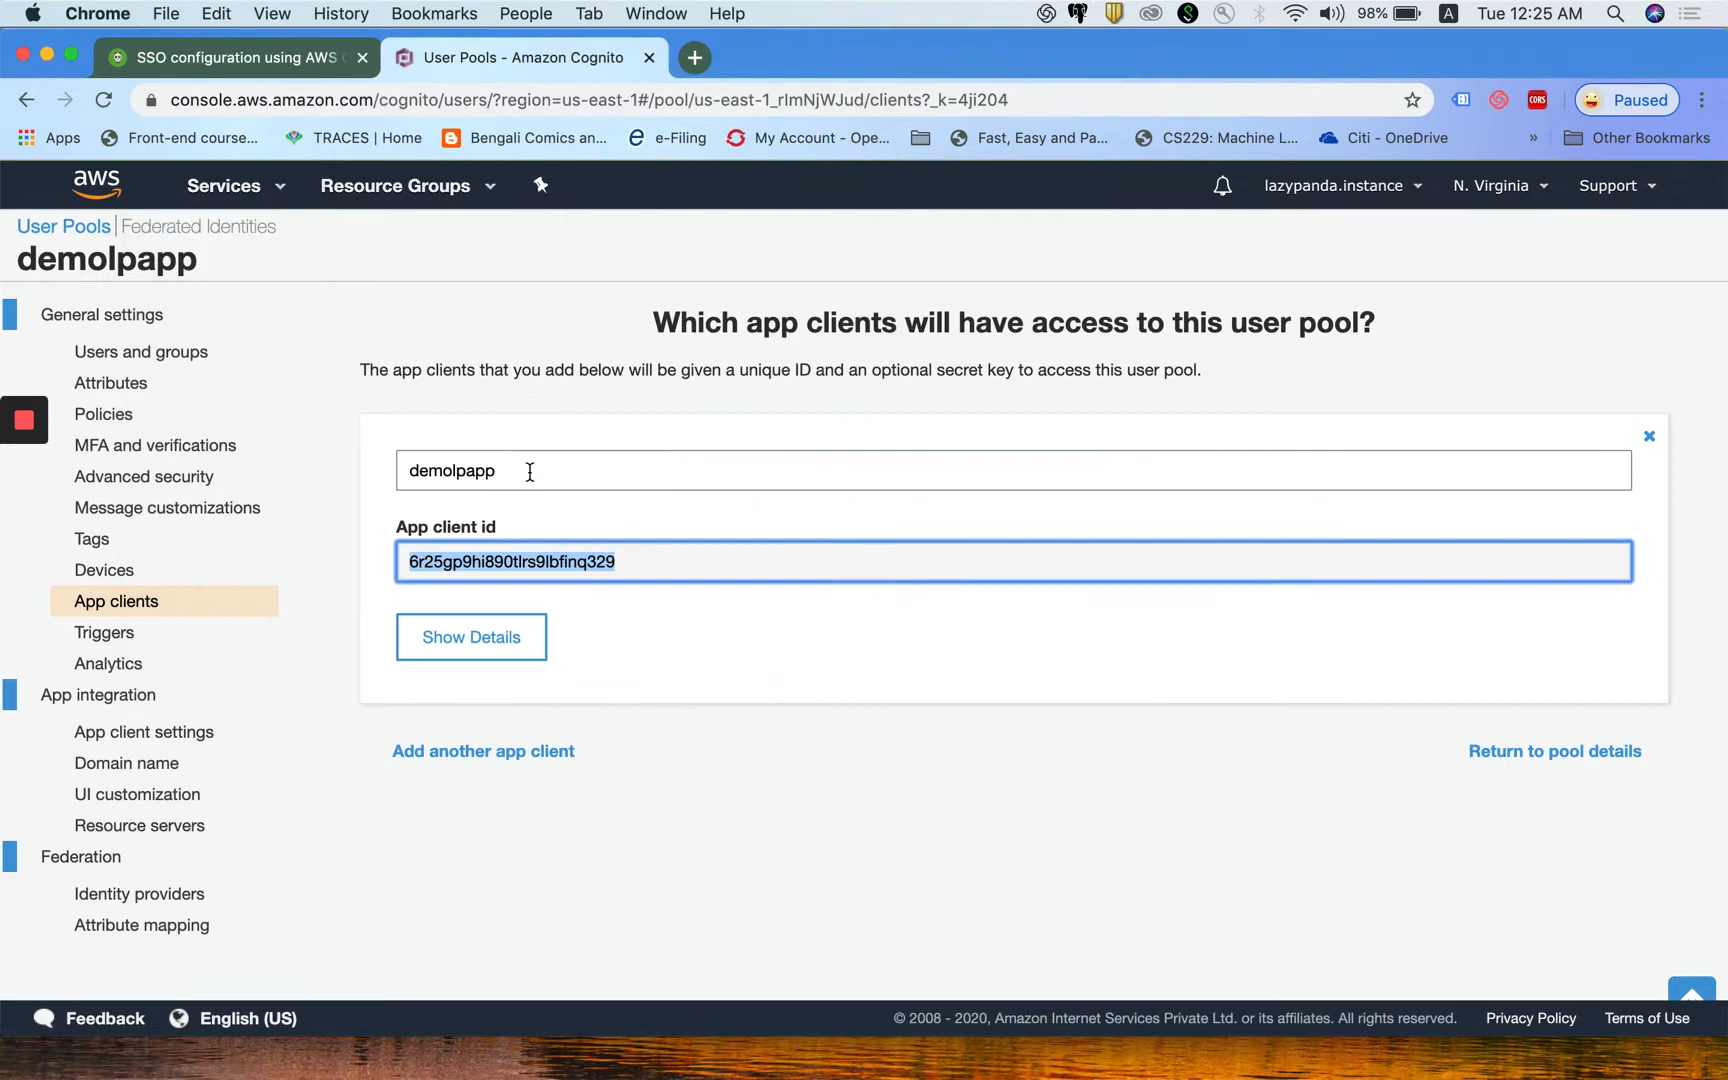 Chrome File Edit View History Bookmarks People Tab Window Help 98% A Tue 12:25 AM
SSO configuration using AWS C User Pools - Amazon Cognito
console.aws.amazon.com/cognito/users/?region=us-east-1#/pool/us-east-1_rlmNjWJud/clients?_k=4ji204 CORS Paused
Apps Front-end course... TRACES | Home Bengali Comics an... e-Filing My Account - Ope... Fast, Easy and Pa... CS229: Machine L... Citi - OneDrive » Other Bookmarks
aws Services Resource Groups lazypanda.instance N. Virginia Support
User Pools | Federated Identities
demolpapp
General settings
Users and groups
Attributes
Policies
MFA and verifications
Advanced security
Message customizations
Tags
Devices
App clients
Triggers
Analytics
App integration
App client settings
Domain name
UI customization
Resource servers
Federation
Identity providers
Attribute mapping
Which app clients will have access to this user pool?
The app clients that you add below will be given a unique ID and an optional secret key to access this user pool.
demolpapp
App client id
6r25gp9hi890tlrs9lbfinq329
Show Details
Add another app client Return to pool details
Feedback English (US) © 2008 - 2020, Amazon Internet Services Private Ltd. or its affiliates. All rights reserved. Privacy Policy Terms of Use